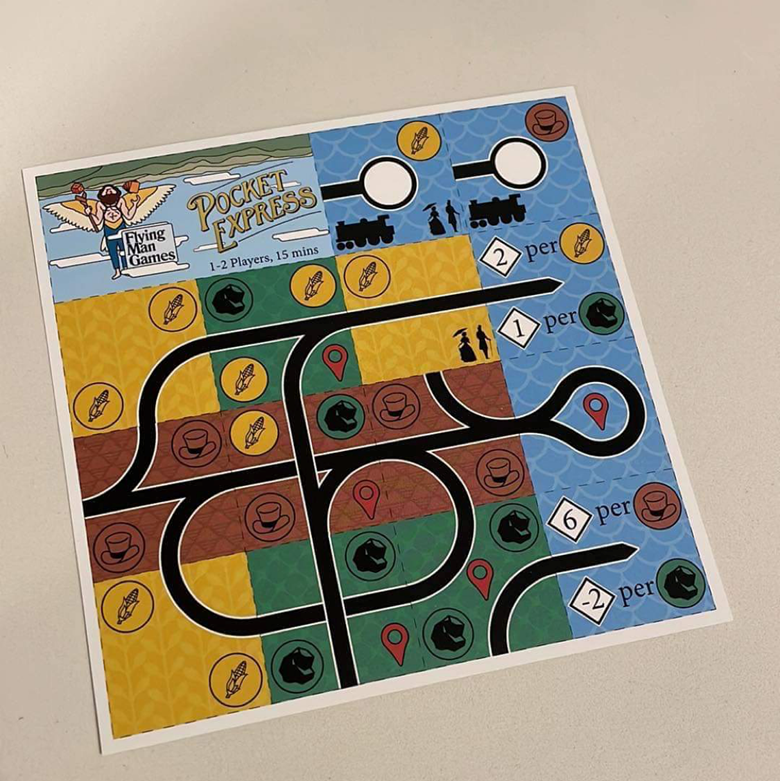 POCKET
EXPRESS
Flying
Man
Games
1-2 Players, 15 mins
2 per
1 per
6 per
-2 per